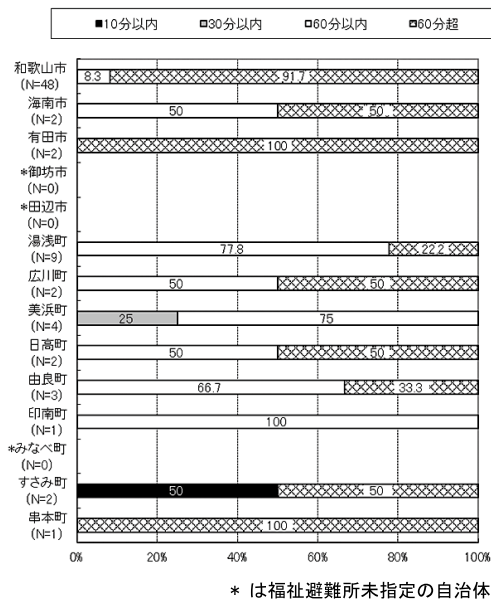 ■10分以内 ■30分以内 □60分以内 60分超
和歌山市
(N=48)
8.3 91.7
海南市
(N=2)
50 50
有田市
(N=2)
100
*御坊市
(N=0)
*田辺市
(N=0)
湯浅町
(N=9)
77.8 22.2
広川町
(N=2)
50 50
美浜町
(N=4)
25 75
日高町
(N=2)
50 50
由良町
(N=3)
66.7 33.3
印南町
(N=1)
100
*みなべ町
(N=0)
すさみ町
(N=2)
50 50
串本町
(N=1)
100
0% 20% 40% 60% 80% 100%
* は福祉避難所未指定の自治体